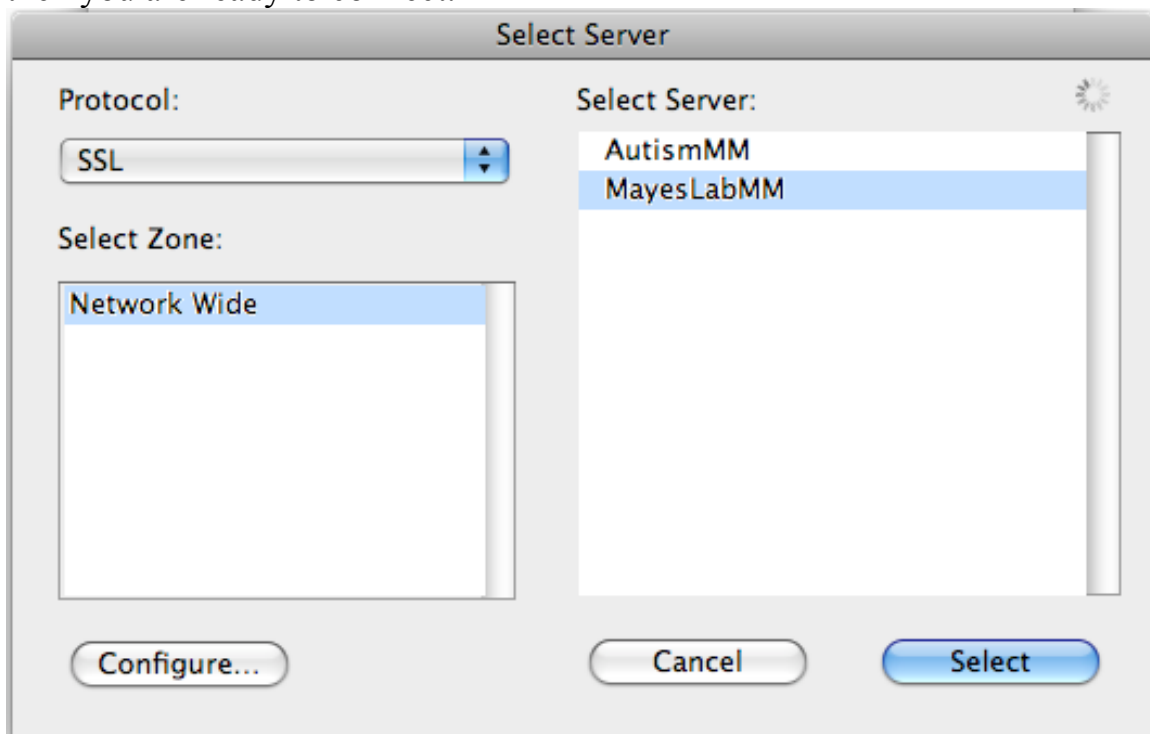 Select Server
Protocol:
SSL
Select Zone:
Network Wide
Configure...
Select Server:
AutismMM
MayesLabMM
Cancel
Select